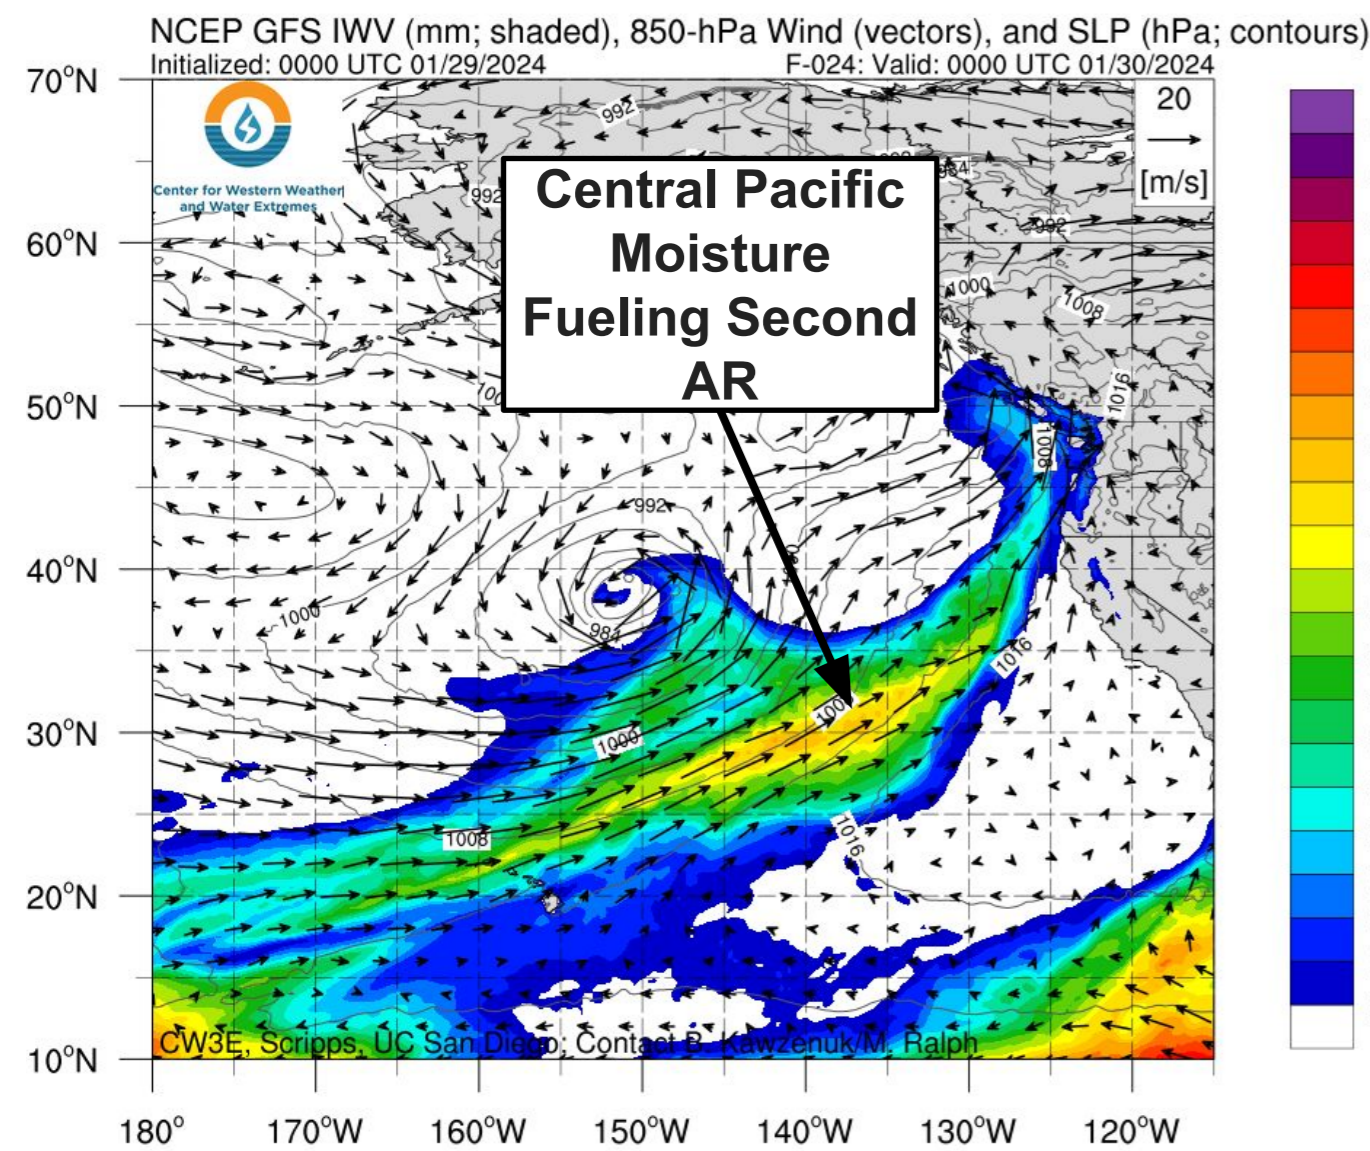 NCEP GFS IWV (mm; shaded), 850-hPa Wind (vectors), and SLP (hPa; contours)
Initialized: 0000 UTC 01/29/2024
F-024: Valid: 0000 UTC 01/30/2024
70°N
60°N
50°N
40°N
30°N
20°N
10°N
Center for Western Weather
and Water Extremes
20
[m/s]
Central Pacific
Moisture
Fueling Second
AR
992
992
992
1000
1008
1016
1008
992
1000
984
1016
1000
1008
1016
CW3E, Scripps, UC San Diego; Contact B. Kawzenuk/M. Ralph
180°
170°W
160°W
150°W
140°W
130°W
120°W